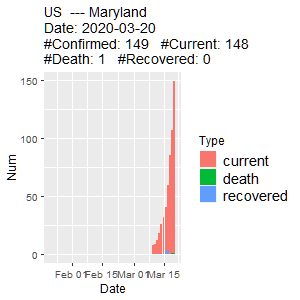 US --- Maryland
Date: 2020-03-20
#Confirmed: 149 #Current: 148
#Death: 1 #Recovered: 0
150
100
50
0
Num
Feb 01 Feb 15 Mar 01 Mar 15
Date
Type
current
death
recovered